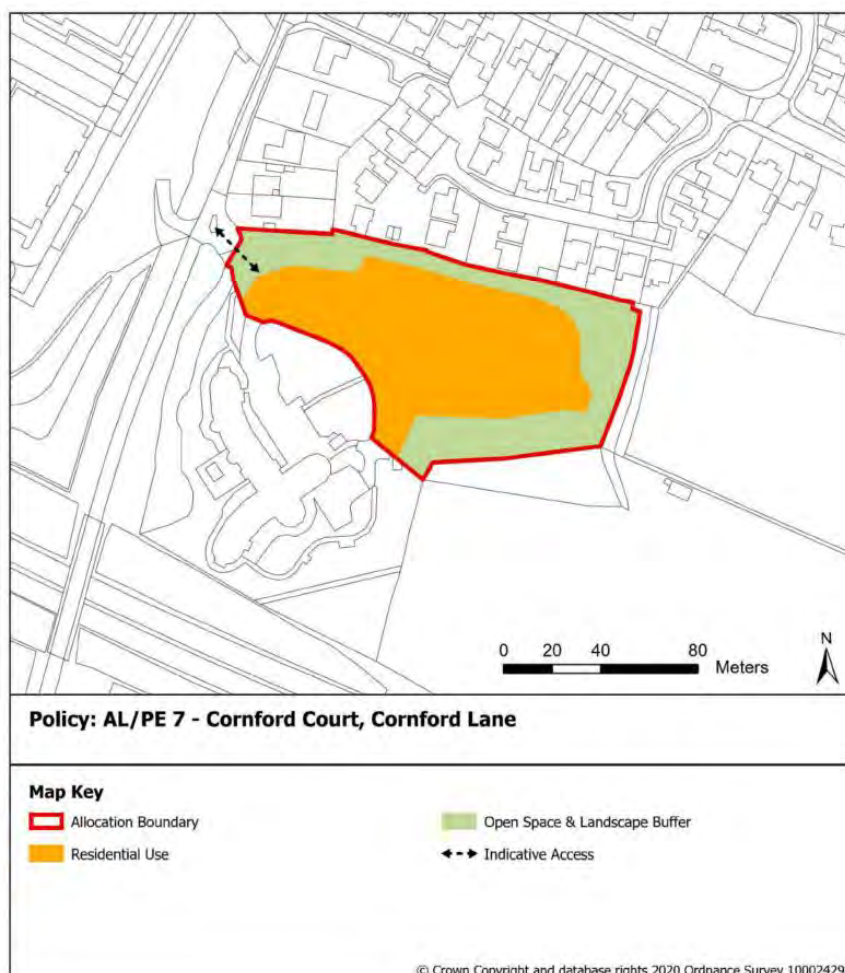 0 20 40 80
Meters
N
Policy: AL/PE 7 - Cornford Court, Cornford Lane
Map Key
Allocation Boundary
Open Space & Landscape Buffer
Residential Use
Indicative Access
© Crown Copyright and database rights 2020 Ordnance Survey 10002429